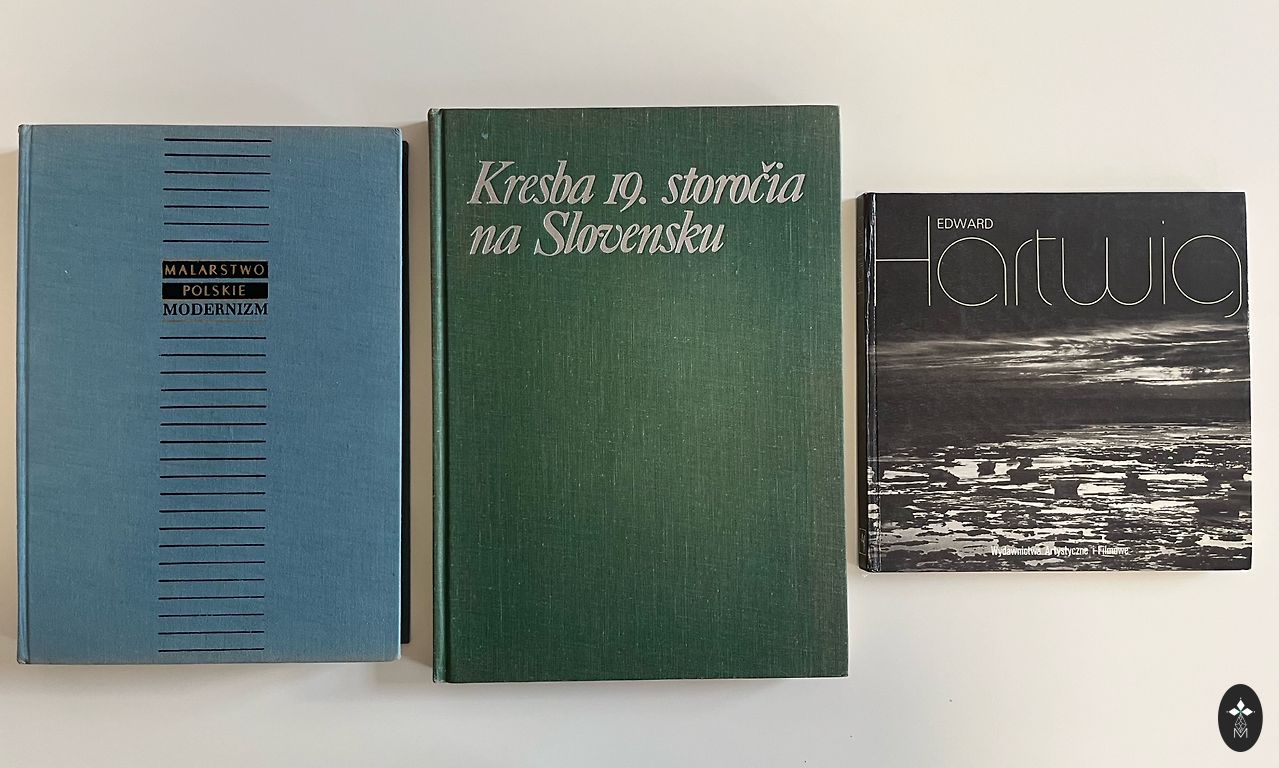 MALARSTWO
POLSKIE
MODERNIZM
Kresba 19. storočia
na Slovensku
EDWARD
Hartwig
Wydawnictwa Artystyczne i Filmowe
M